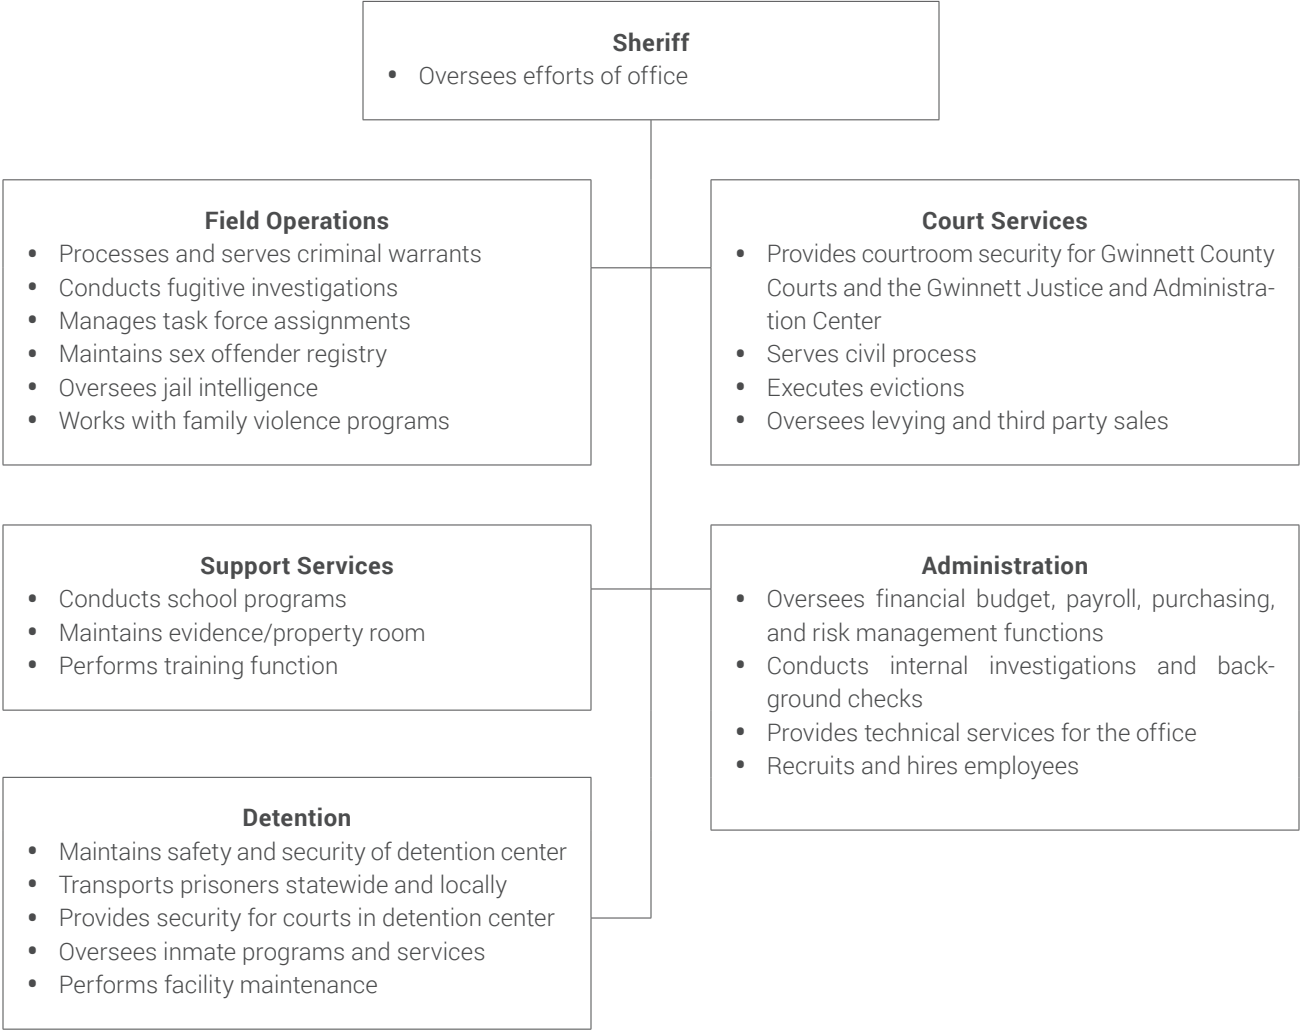 Sheriff
• Oversees efforts of office
Field Operations
• Processes and serves criminal warrants
• Conducts fugitive investigations
• Manages task force assignments
• Maintains sex offender registry
• Oversees jail intelligence
• Works with family violence programs
Court Services
• Provides courtroom security for Gwinnett County
Courts and the Gwinnett Justice and Administra-
tion Center
• Serves civil process
• Executes evictions
• Oversees levying and third party sales
Support Services
• Conducts school programs
• Maintains evidence/property room
• Performs training function
Administration
• Oversees financial budget, payroll, purchasing,
and risk management functions
• Conducts internal investigations and back-
ground checks
• Provides technical services for the office
• Recruits and hires employees
Detention
• Maintains safety and security of detention center
• Transports prisoners statewide and locally
• Provides security for courts in detention center
• Oversees inmate programs and services
• Performs facility maintenance